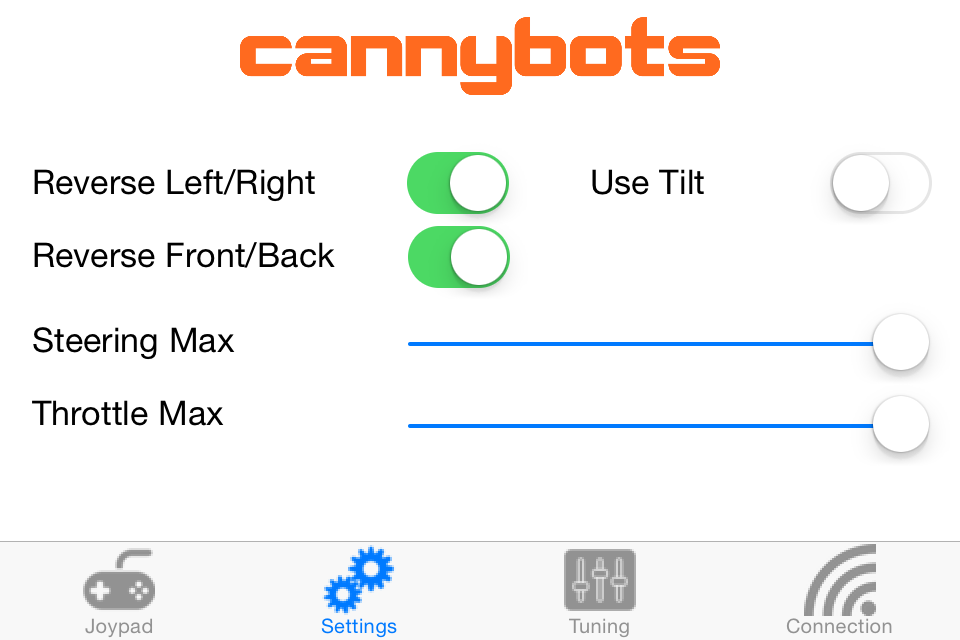 cannybots
Reverse Left/Right
Use Tilt
Reverse Front/Back
Steering Max
Throttle Max
Joypad
Settings
Tuning
Connection